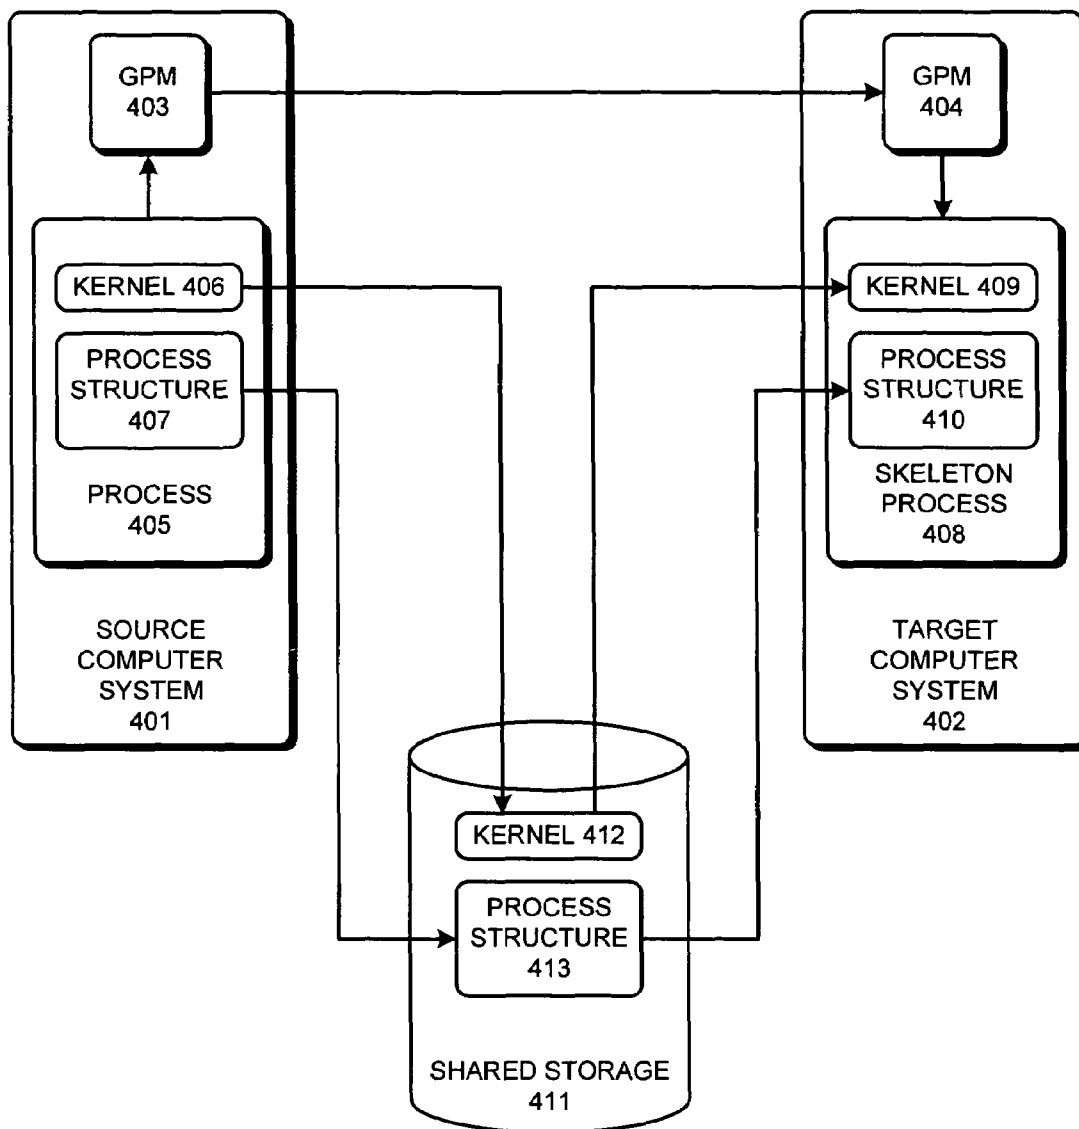 GPM
403
GPM
404
KERNEL 406
PROCESS
STRUCTURE
407
PROCESS
405
SOURCE
COMPUTER
SYSTEM
401
KERNEL 409
PROCESS
STRUCTURE
410
SKELETON
PROCESS
408
TARGET
COMPUTER
SYSTEM
402
KERNEL 412
PROCESS
STRUCTURE
413
SHARED STORAGE
411